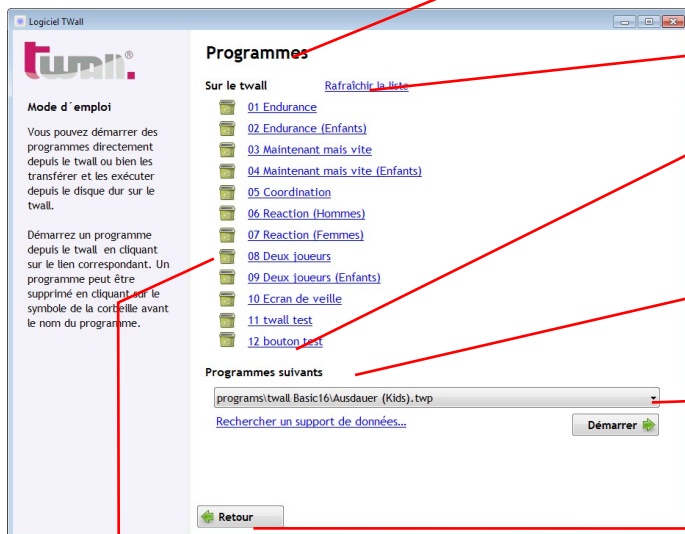 Logiciel TWall
twall.®
Mode d´emploi
Vous pouvez démarrer des
programmes directement
depuis le twall ou bien les
transférer et les exécuter
depuis le disque dur sur le
twall.
Démarrez un programme
depuis le twall en cliquant
sur le lien correspondant. Un
programme peut être
supprimé en cliquant sur le
symbole de la corbeille avant
le nom du programme.
Programmes
Sur le twall
Rafraîchir la liste
01 Endurance
02 Endurance (Enfants)
03 Maintenant mais vite
04 Maintenant mais vite (Enfants)
05 Coordination
06 Reaction (Hommes)
07 Reaction (Femmes)
08 Deux joueurs
09 Deux joueurs (Enfants)
10 Ecran de veille
11 twall test
12 bouton test
Programmes suivants
programs\twall Basic16\Ausdauer (Kids).twp
Rechercher un support de données...
Démarrer
Retour